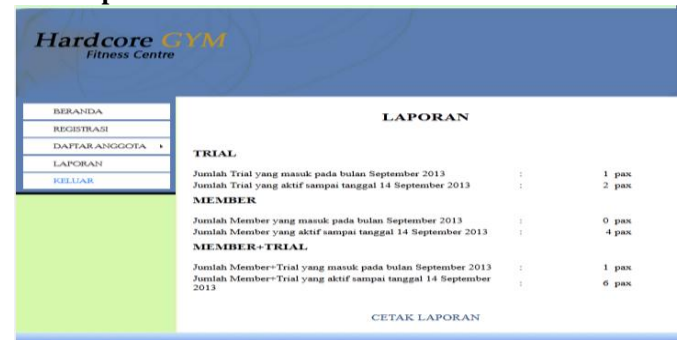 Hardcore GYM
Fitness Centre
BERANDA
REGISTRASI
DAFTAR ANGGOTA
LAPORAN
KELUAR
LAPORAN
TRIAL
Jumlah Trial yang masuk pada bulan September 2013 : 1 pax
Jumlah Trial yang aktif sampai tanggal 14 September 2013 : 2 pax
MEMBER
Jumlah Member yang masuk pada bulan September 2013 : 0 pax
Jumlah Member yang aktif sampai tanggal 14 September 2013 : 4 pax
MEMBER+TRIAL
Jumlah Member+Trial yang masuk pada bulan September 2013 : 1 pax
Jumlah Member+Trial yang aktif sampai tanggal 14 September
2013 : 6 pax
CETAK LAPORAN